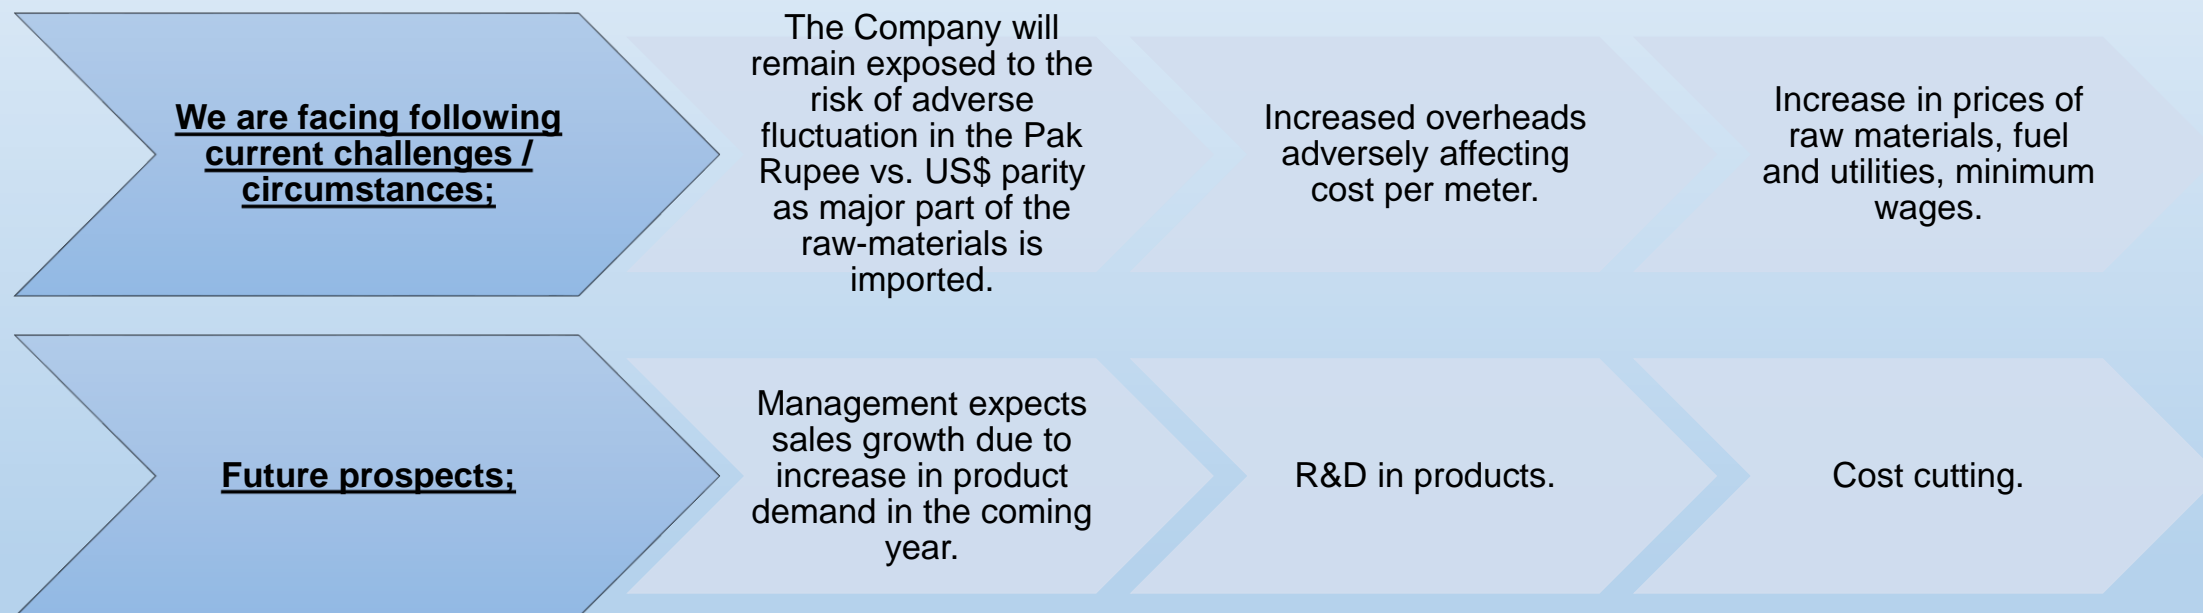 We are facing following
current challenges /
circumstances;
The Company will
remain exposed to the
risk of adverse
fluctuation in the Pak
Rupee vs. US$ parity
as major part of the
raw-materials is
imported.
Increased overheads
adversely affecting
cost per meter.
Increase in prices of
raw materials, fuel
and utilities, minimum
wages.
Future prospects;
Management expects
sales growth due to
increase in product
demand in the coming
year.
R&D in products.
Cost cutting.